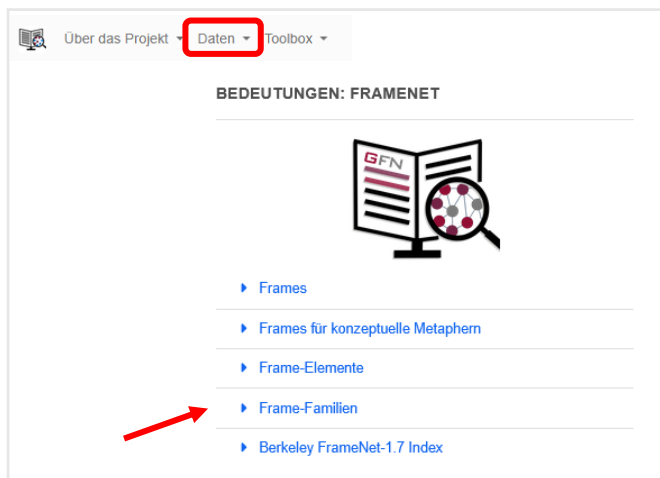 Über das Projekt Daten Toolbox
BEDEUTUNGEN: FRAMENET
GFN
Frames
Frames für konzeptuelle Metaphern
Frame-Elemente
Frame-Familien
Berkeley FrameNet-1.7 Index